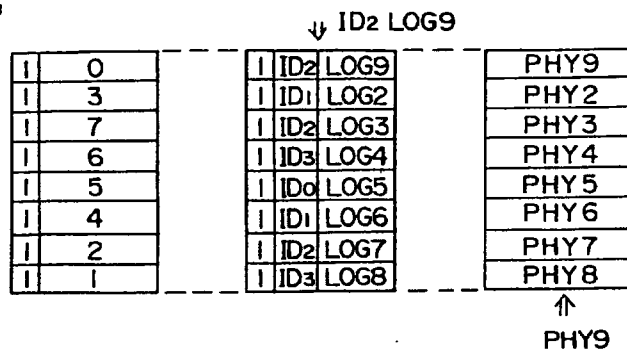 ⇓ ID2 LOG9
1 0 1 ID2 LOG9 PHY9
1 3 1 ID1 LOG2 PHY2
1 7 1 ID2 LOG3 PHY3
1 6 1 ID3 LOG4 PHY4
1 5 1 ID0 LOG5 PHY5
1 4 1 ID1 LOG6 PHY6
1 2 1 ID2 LOG7 PHY7
1 1 1 ID3 LOG8 PHY8
⇑
PHY9